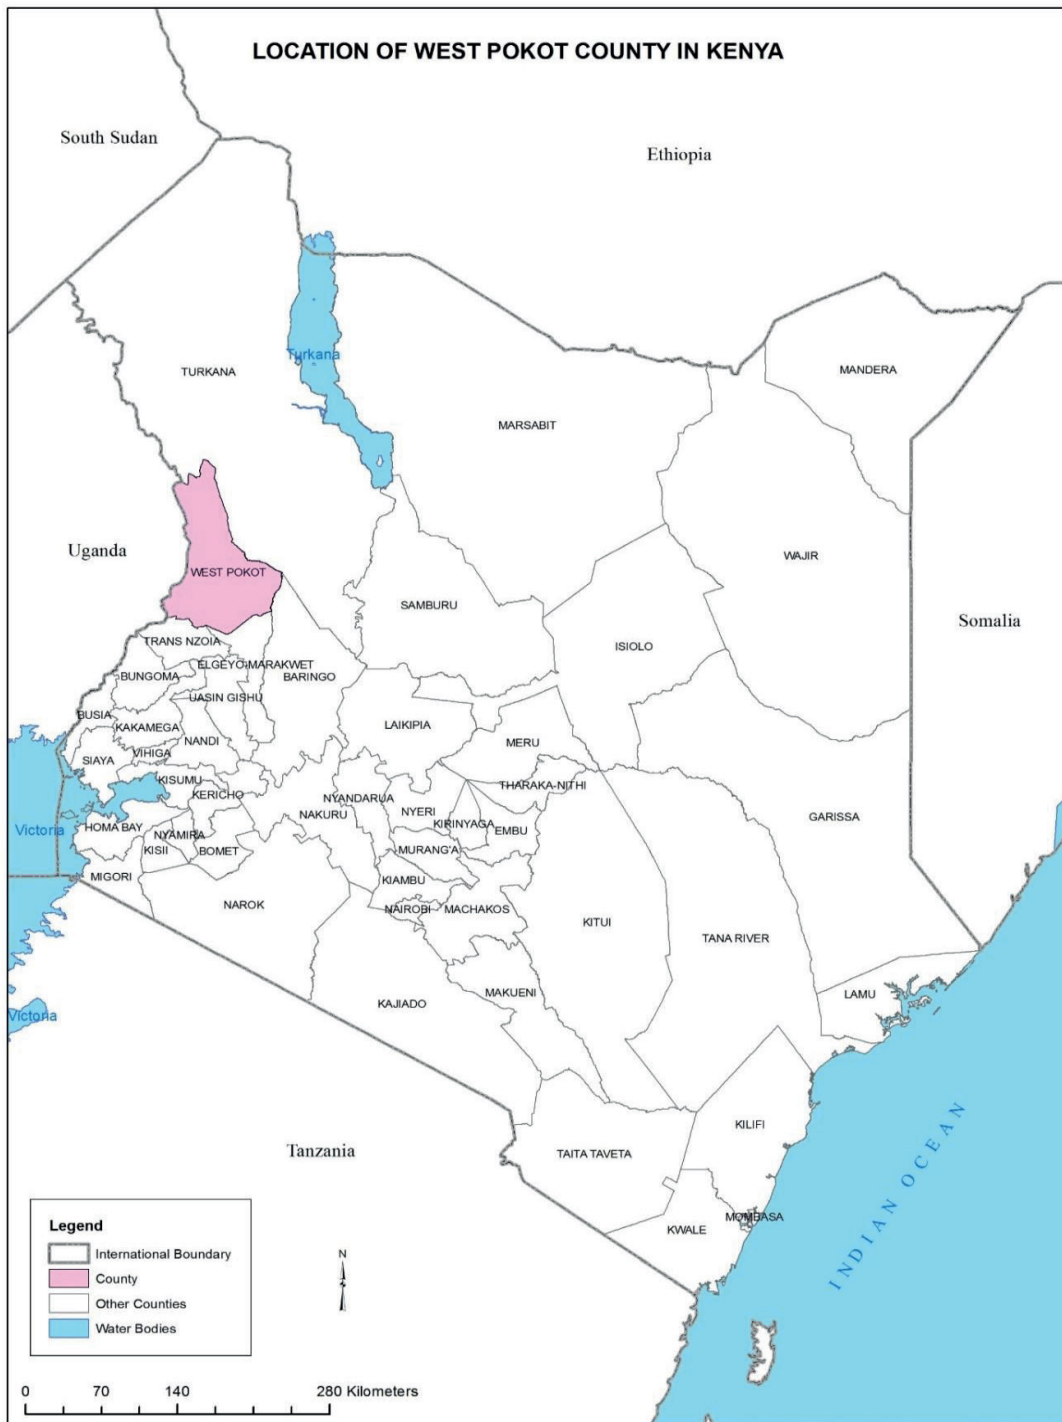 LOCATION OF WEST POKOT COUNTY IN KENYA
South Sudan
Ethiopia
Turkana
TURKANA
MANDERA
MARSABIT
Uganda
WEST POKOT
WAJIR
SAMBURU
Somalia
TRANS NZOIA
ISIOLO
ELGEYO-MARAKWET
BUNGOMA
BARINGO
UASIN GISHU
BUSIA
KAKAMEGA
LAIKIPIA
NANDI
MERU
VIHIGA
SIAYA
KISUMU
THARAKA-NITHI
KERICHO
NYANDARUA
NYERI
NAKURU
GARISSA
KIRINYAGA
Victoria
HOMA BAY
EMBU
NYAMIRA
KISII
BOMET
MURANG'A
MIGORI
KIAMBU
NAROK
NAIROBI
MACHAKOS
KITUI
TANA RIVER
MAKUENI
LAMU
KAJIADO
Victoria
KILIFI
Tanzania
TAITA TAVETA
INDIAN OCEAN
MOMBASA
KWALE
Legend
International Boundary
County
Other Counties
Water Bodies
N
0 70 140 280 Kilometers